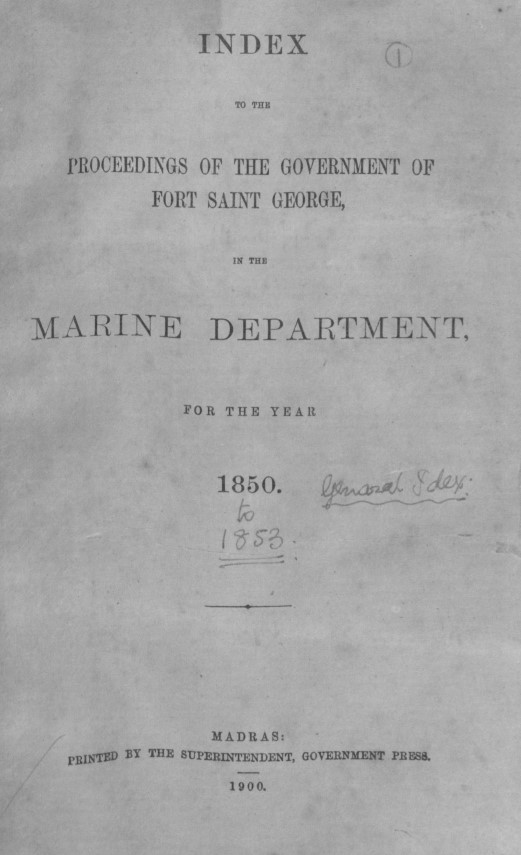 INDEX
1
TO THE
PROCEEDINGS OF THE GOVERNMENT OF
FORT SAINT GEORGE,
IN THE
MARINE DEPARTMENT,
FOR THE YEAR
1850. General Idex.
to
1853.
MADRAS:
PRINTED BY THE SUPERINTENDENT, GOVERNMENT PRESS.
1900.